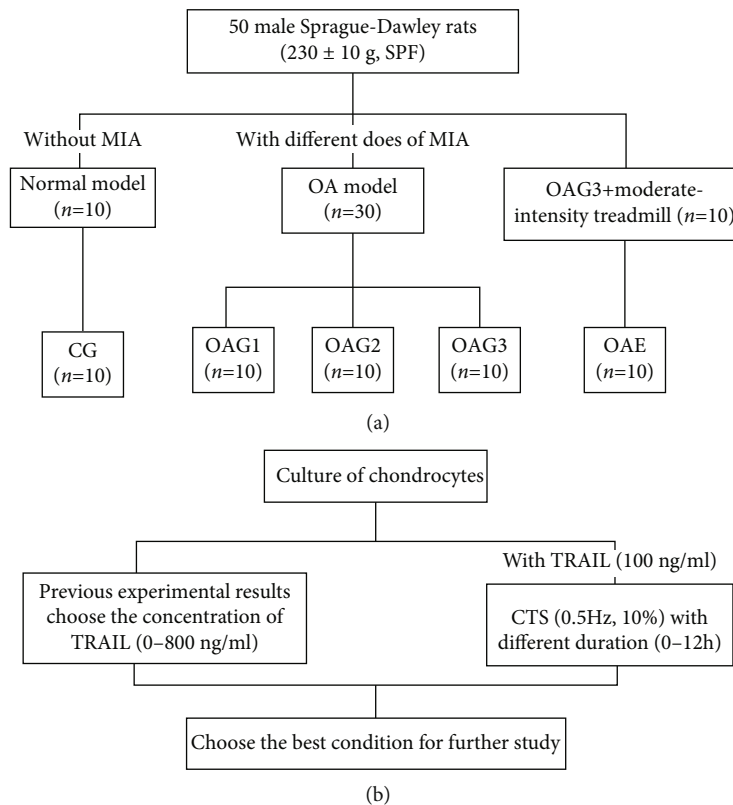 50 male Sprague-Dawley rats
(230 ± 10 g, SPF)
Without MIA
With different does of MIA
Normal model
(n=10)
OA model
(n=30)
OAG3+moderate-
intensity treadmill (n=10)
CG
(n=10)
OAG1
(n=10)
OAG2
(n=10)
OAG3
(n=10)
OAE
(n=10)
(a)
Culture of chondrocytes
With TRAIL (100 ng/ml)
Previous experimental results
choose the concentration of
TRAIL (0–800 ng/ml)
CTS (0.5Hz, 10%) with
different duration (0–12h)
Choose the best condition for further study
(b)